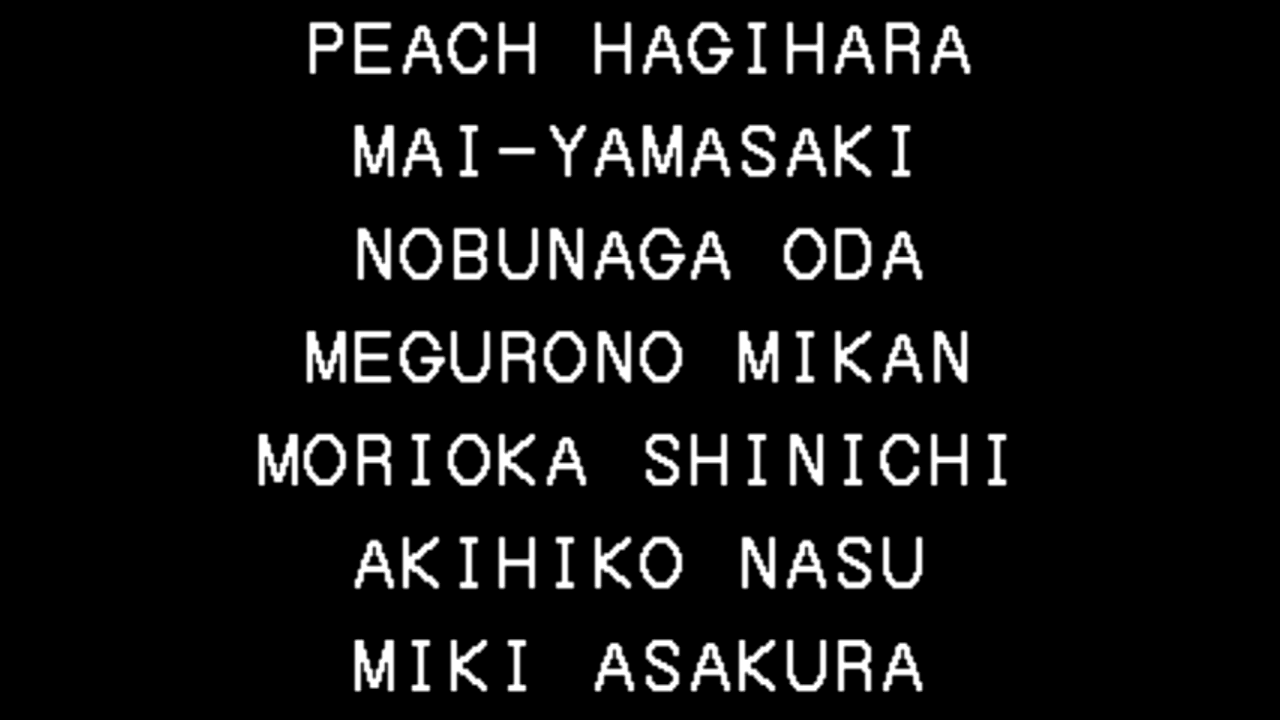 PEACH HAGIHARA
MAI-YAMASAKI
NOBUNAGA ODA
MEGURONO MIKAN
MORIOKA SHINICHI
AKIHIKO NASU
MIKI ASAKURA